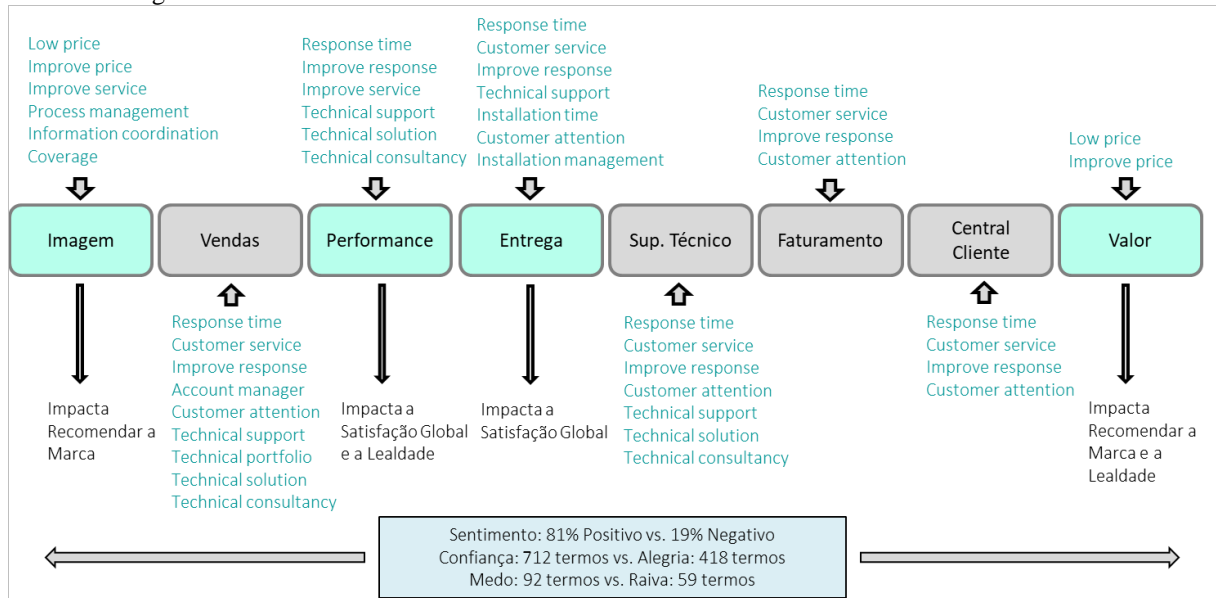 Low price
Improve price
Improve service
Process management
Information coordination
Coverage
Response time
Improve response
Improve service
Technical support
Technical solution
Technical consultancy
Response time
Customer service
Improve response
Technical support
Installation time
Customer attention
Installation management
Response time
Customer service
Improve response
Customer attention
Low price
Improve price
Imagem
Vendas
Performance
Entrega
Sup. Técnico
Faturamento
Central
Cliente
Valor
Impacta
Recomendar a
Marca
Response time
Customer service
Improve response
Account manager
Customer attention
Technical support
Technical portfolio
Technical solution
Technical consultancy
Impacta a
Satisfação Global
e a Lealdade
Impacta a
Satisfação Global
Response time
Customer service
Improve response
Customer attention
Technical support
Technical solution
Technical consultancy
Response time
Customer service
Improve response
Customer attention
Impacta
Recomendar a
Marca e a
Lealdade
Sentimento: 81% Positivo vs. 19% Negativo
Confiança: 712 termos vs. Alegria: 418 termos
Medo: 92 termos vs. Raiva: 59 termos